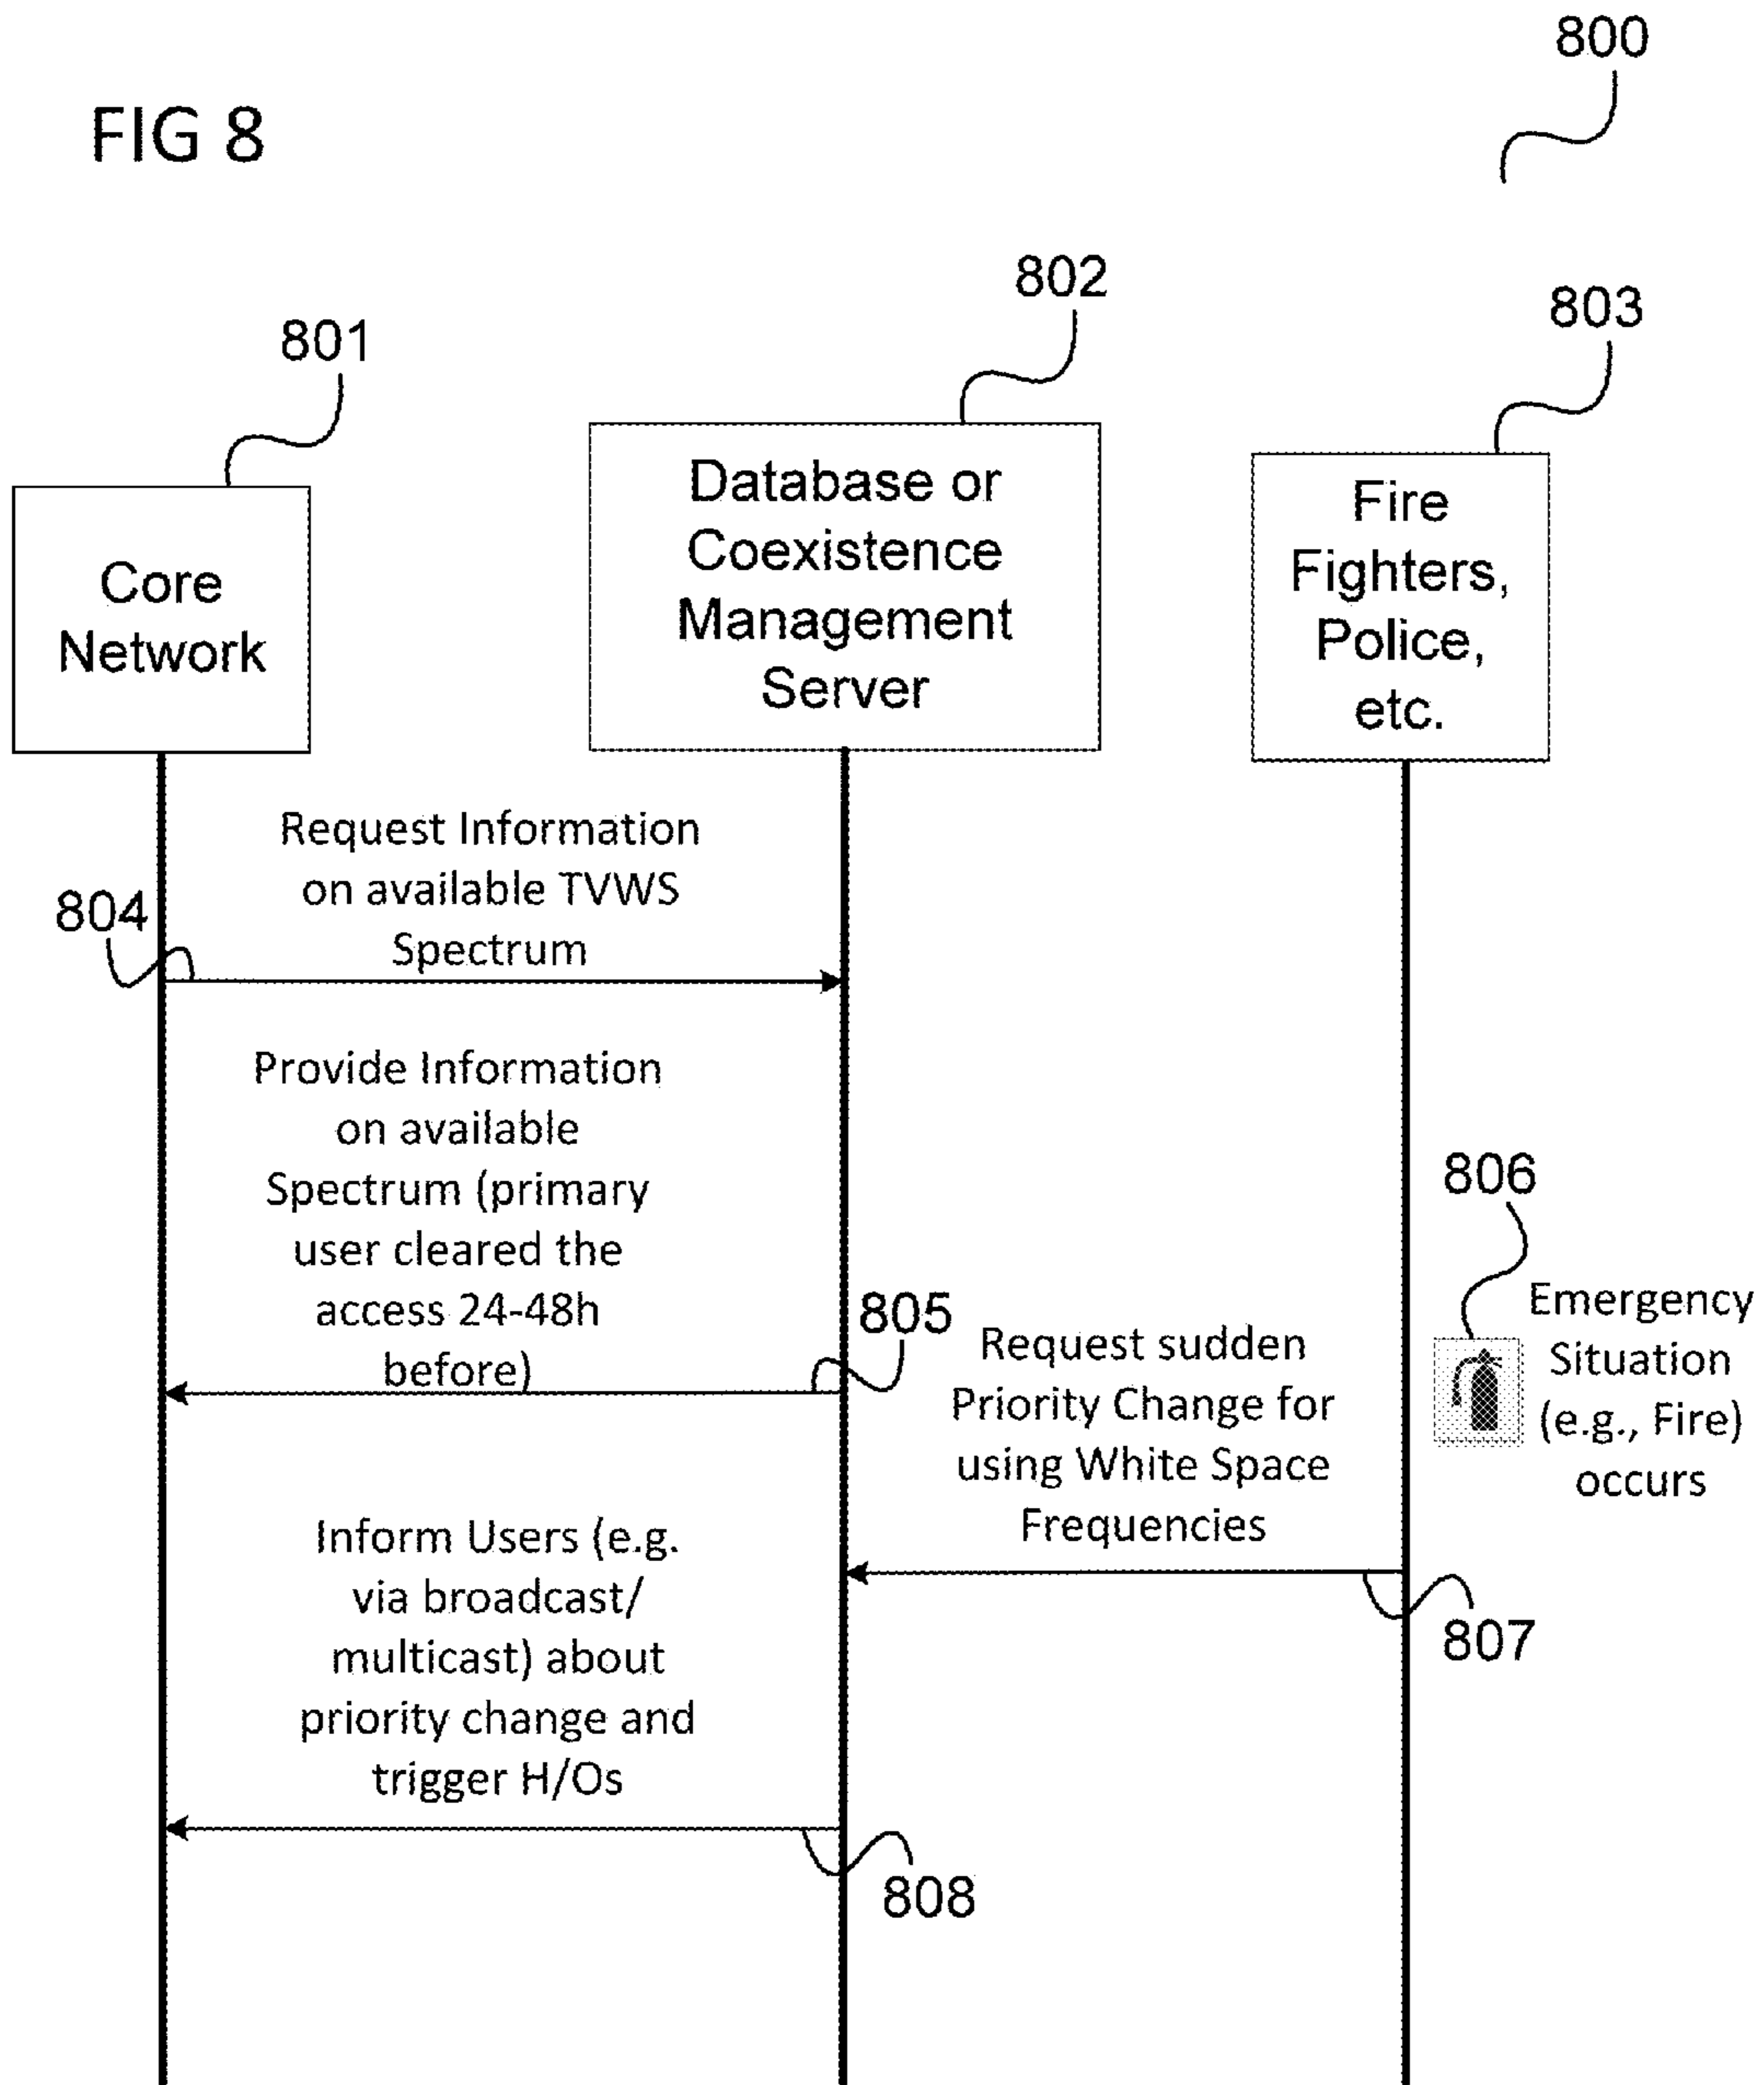 800
FIG 8
802
803
801
Core
Network
Database or
Coexistence
Management
Server
Fire
Fighters,
Police,
etc.
Request Information
on available TVWS
Spectrum
804
Provide Information
on available
Spectrum (primary
user cleared the
access 24-48h
before)
805
806
Emergency
Situation
(e.g., Fire)
occurs
Request sudden
Priority Change for
using White Space
Frequencies
807
Inform Users (e.g.
via broadcast/
multicast) about
priority change and
trigger H/Os
808